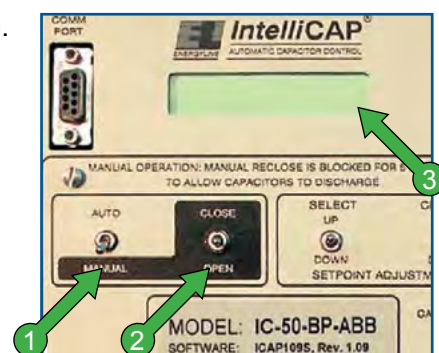 COMM
PORT
ENERGYLINE
IntelliCAP®
AUTOMATIC CAPACITOR CONTROL
3
MANUAL OPERATION: MANUAL RECLOSE IS BLOCKED FOR
TO ALLOW CAPACITORS TO DISCHARGE
AUTO
MANUAL
CLOSE
OPEN
SELECT
UP
DOWN
SETPOINT ADJUSTM
1
2
MODEL: IC-50-BP-ABB
SOFTWARE: ICAP109S, Rev. 1.09